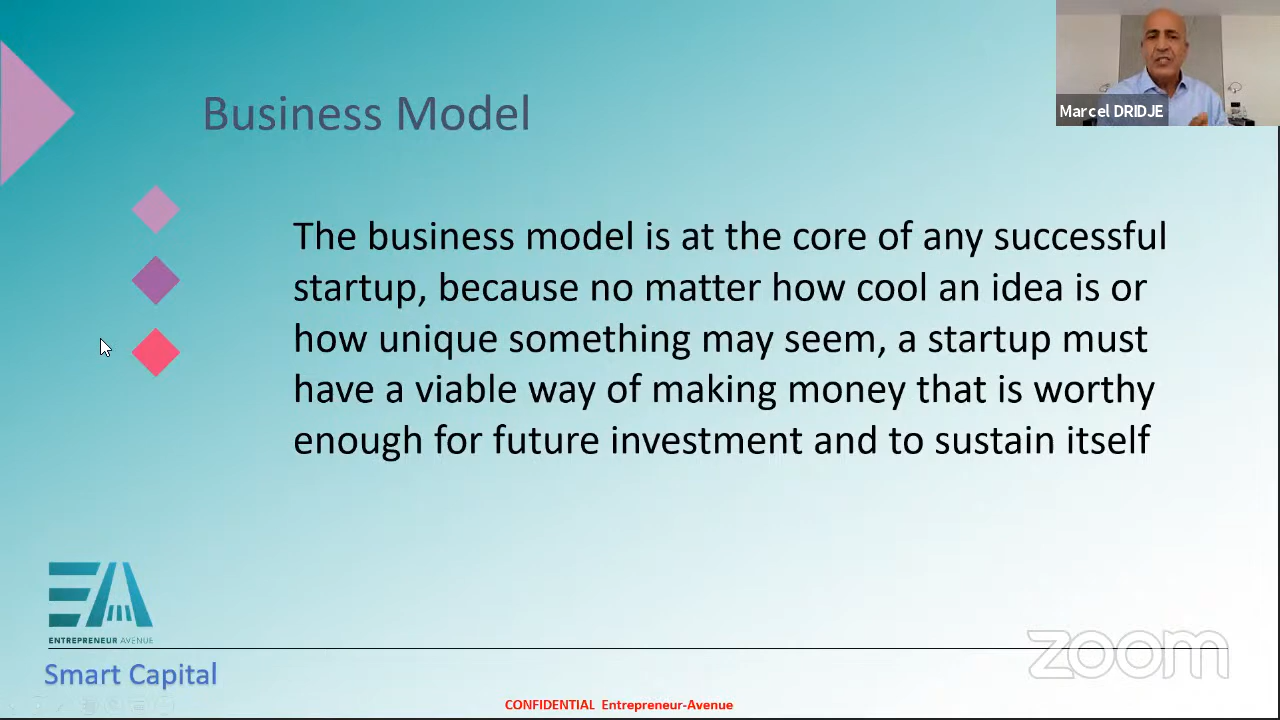 Marcel DRIDJE
Business Model
The business model is at the core of any successful
startup, because no matter how cool an idea is or
how unique something may seem, a startup must
have a viable way of making money that is worthy
enough for future investment and to sustain itself
EA
ENTREPRENEUR AVENUE
Smart Capital
zoom
CONFIDENTIAL Entrepreneur-Avenue